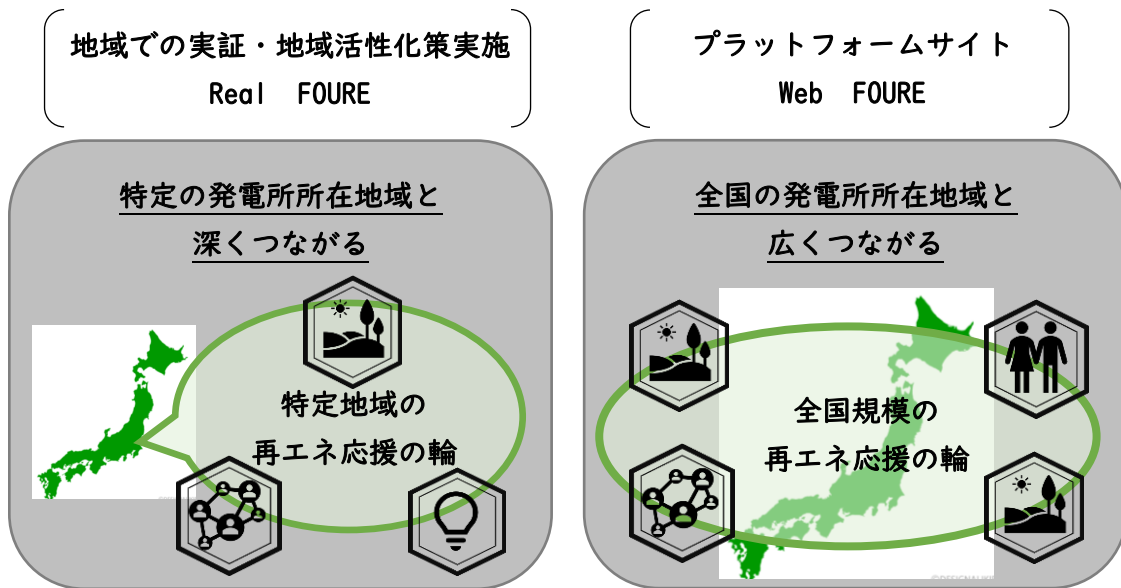 地域での実証・地域活性化策実施
Real FOURE
特定の発電所所在地域と
深くつながる
特定地域の
再エネ応援の輪
プラットフォームサイト
Web FOURE
全国の発電所所在地域と
広くつながる
全国規模の
再エネ応援の輪